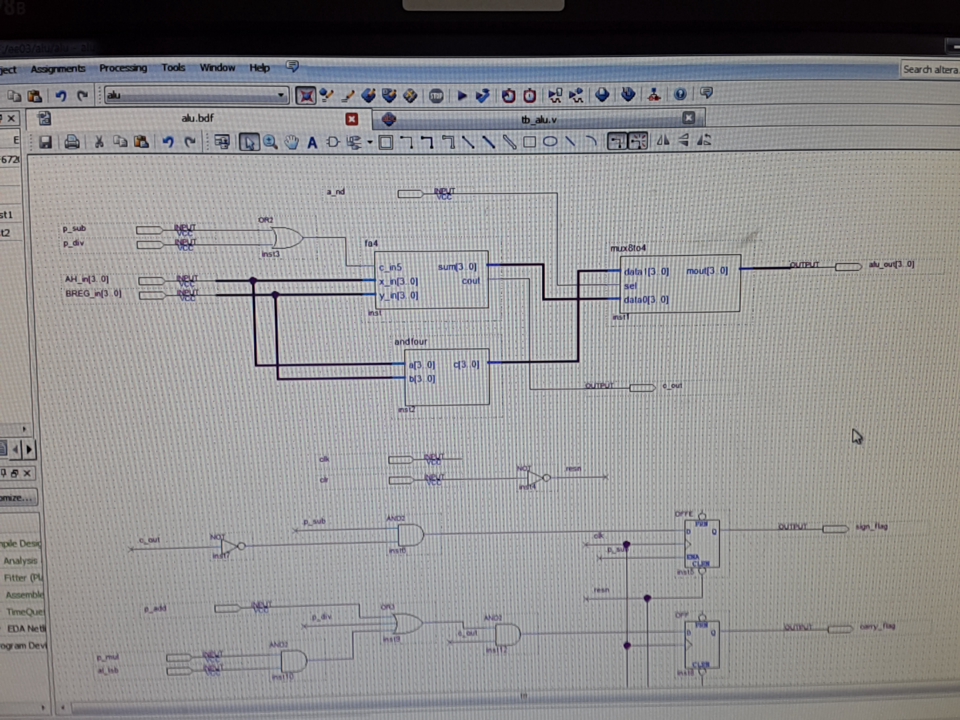 ject Assignments Processing Tools Window Help
Search altera
alu
alu.bdf
tb_alu.v
672
st1
st2
a_nd INPUT VCC
p_sub INPUT VCC
p_div INPUT VCC
OR2
inst3
AH_in[3..0] INPUT VCC
BREG_in[3..0] INPUT VCC
fa4
c_in5 sum[3..0]
x_in[3..0] cout
y_in[3..0]
inst
mux8to4
data1[3..0] mout[3..0]
sel
data0[3..0]
inst1
OUTPUT alu_out[3..0]
andfour
a[3..0] c[3..0]
b[3..0]
inst2
OUTPUT c_out
clk INPUT VCC
clr INPUT VCC
NOT resn
inst4
c_out NOT
inst7
p_sub AND2
inst6
DFFE
PRN
D Q
ENA
CLRN
inst5
clk
p_su
resn
OUTPUT sign_flag
p_add INPUT VCC
p_div OR3
inst9
c_out AND2
inst12
p_mul INPUT VCC
al_lsb
AND2
inst10
DFF
PRN
D Q
CLRN
inst8
OUTPUT carry_flag
omize...
mpile Desig
Analysis
Fitter (Pl
Assemble
TimeQue
EDA Netl
ogram Devi